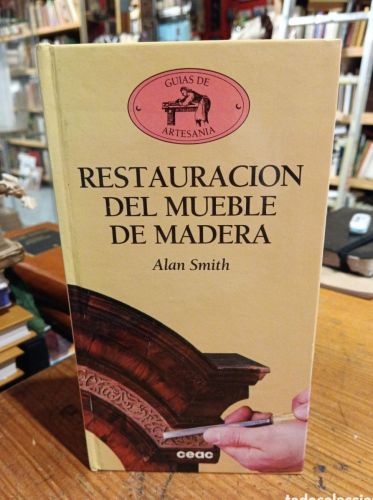 GUIAS DE
ARTESANIA
RESTAURACION
DEL MUEBLE
DE MADERA
Alan Smith
ceac